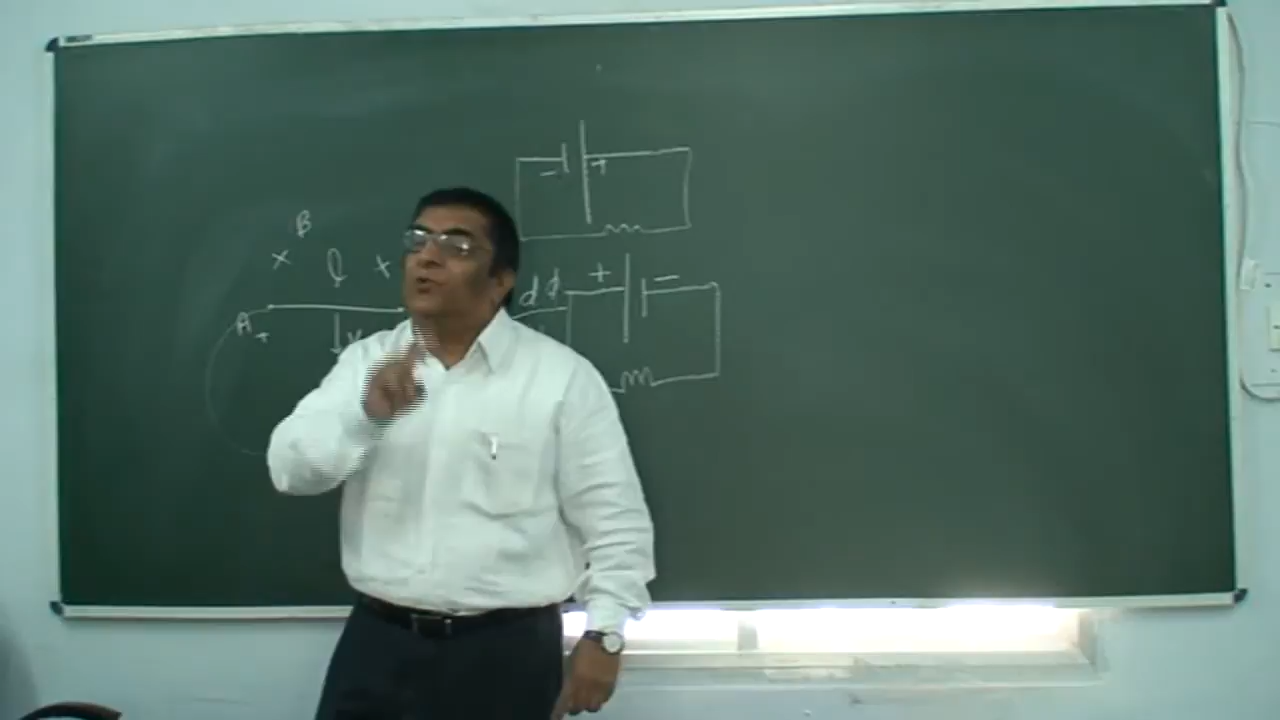 - +
B
× l ×
dφ + -
A
+ v